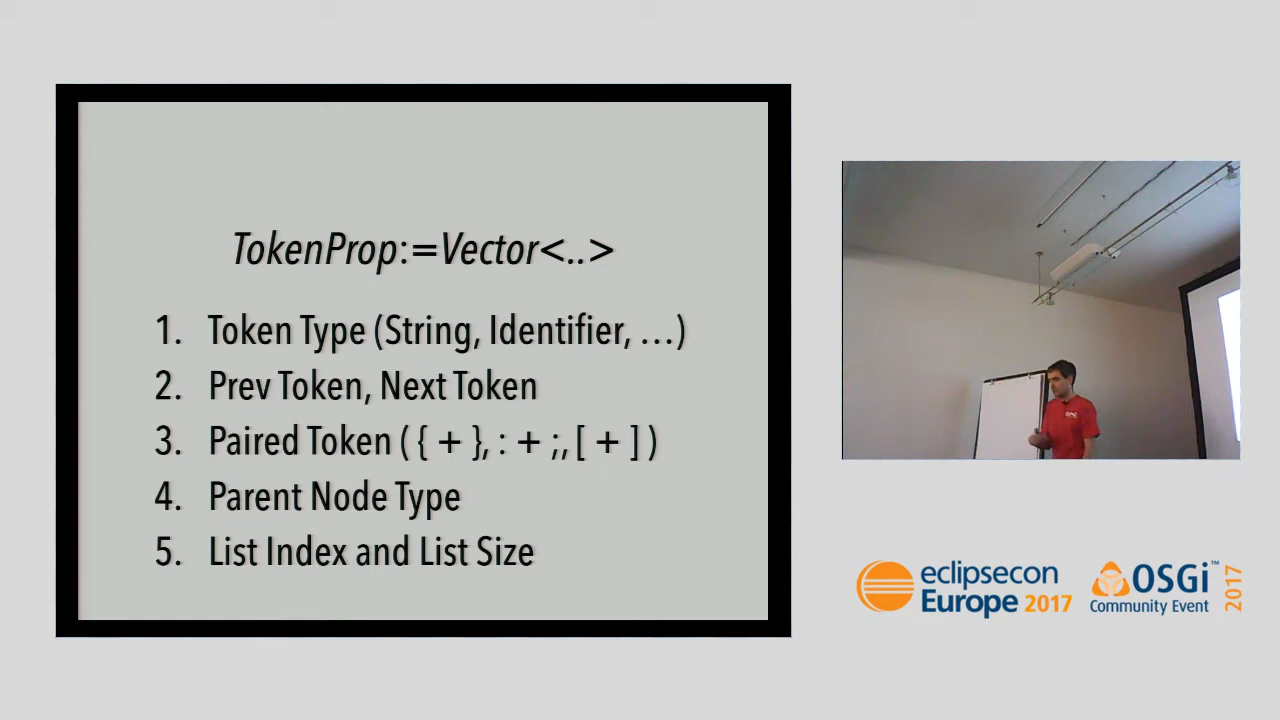 TokenProp:=Vector<..>
1. Token Type (String, Identifier, …)
2. Prev Token, Next Token
3. Paired Token ( { + }, : + ;, [ + ] )
4. Parent Node Type
5. List Index and List Size
eclipsecon
Europe 2017
OSGi™
Community Event
2017